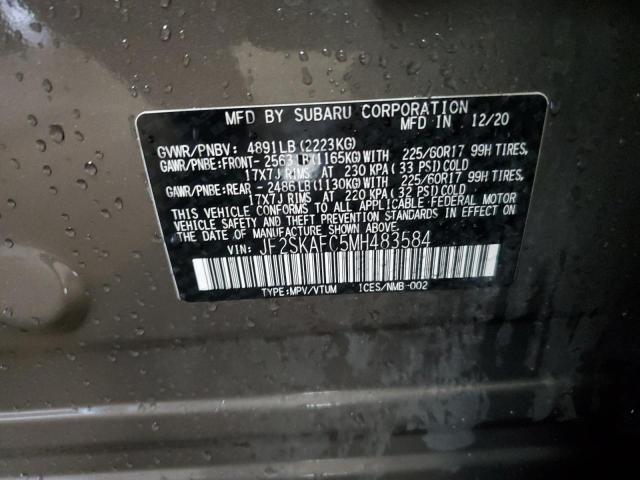 MFD BY SUBARU CORPORATION
MFD IN 12/20
GVWR/PNBV: 4891LB(2223KG)
GAWR/PNBE:FRONT- 2563LB(1165KG)WITH 225/60R17 99H TIRES,
17X7J RIMS AT 230 KPA(33 PSI)COLD
GAWR/PNBE:REAR -2486LB(1130KG)WITH 225/60R17 99H TIRES,
17X7J RIMS AT 220 KPA(32 PSI)COLD
THIS VEHICLE CONFORMS TO ALL APPLICABLE FEDERAL MOTOR
VEHICLE SAFETY AND THEFT PREVENTION STANDARDS IN EFFECT ON
THE DATE OF MANUFACTURE SHOWN ABOVE.
VIN: JF2SKAFC5MH483584
TYPE:MPV/VTUM ICES/NMB-002